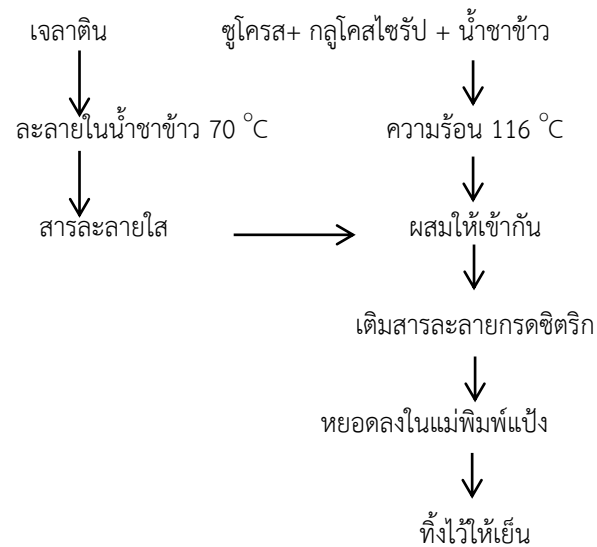 เจลาติน
ซูโครส+ กลูโคสไซรัป + น้ำชาข้าว
ละลายในน้ำชาข้าว 70 °C
ความร้อน 116 °C
สารละลายใส
ผสมให้เข้ากัน
เติมสารละลายกรดซิตริก
หยอดลงในแม่พิมพ์แป้ง
ทิ้งไว้ให้เย็น